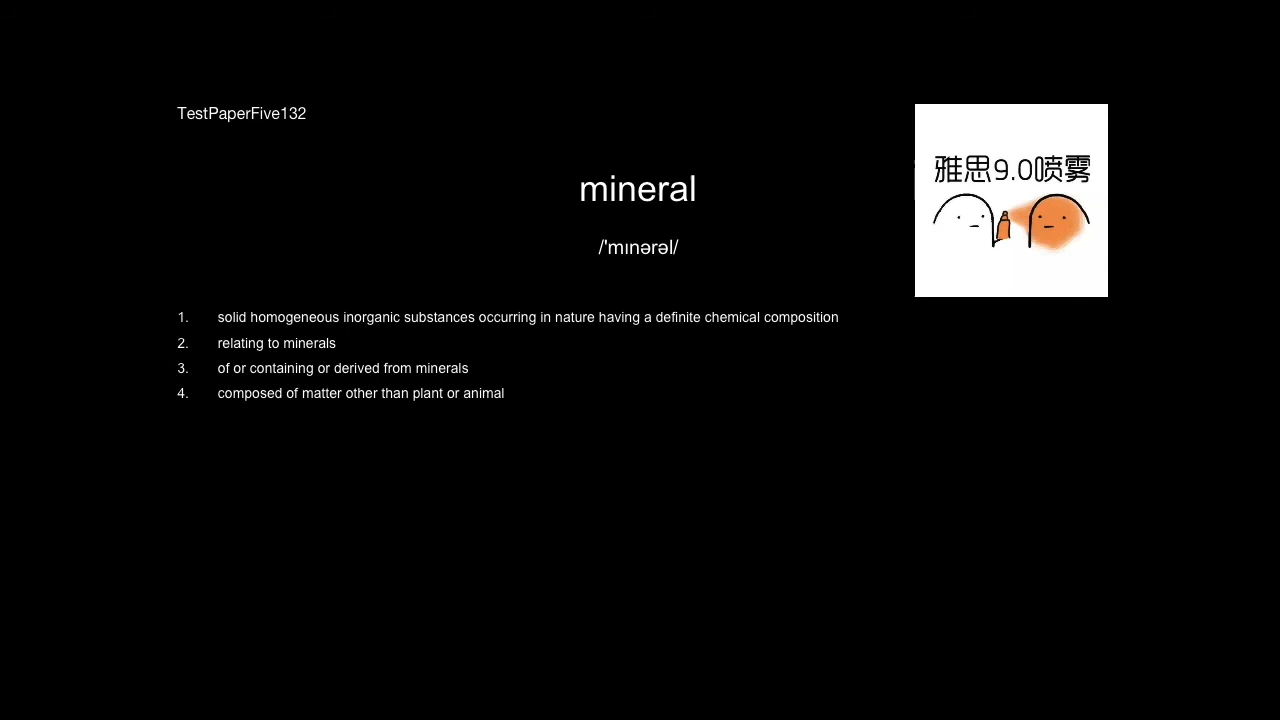 TestPaperFive132
雅思9.0喷雾
mineral
/'mɪnərəl/
1. solid homogeneous inorganic substances occurring in nature having a definite chemical composition
2. relating to minerals
3. of or containing or derived from minerals
4. composed of matter other than plant or animal